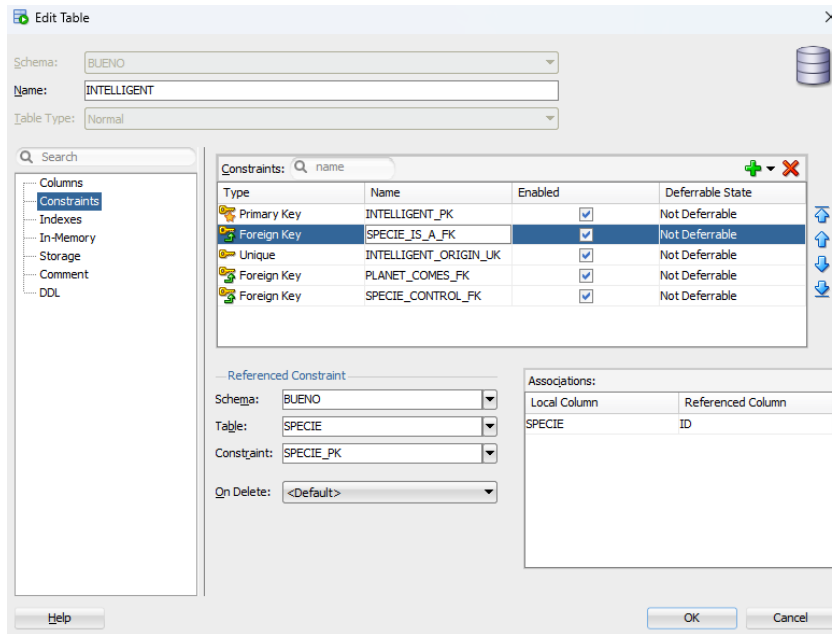 Edit Table
Schema: BUENO
Name: INTELLIGENT
Table Type: Normal
Search
Columns
Constraints
Indexes
In-Memory
Storage
Comment
DDL
Constraints: name
Type Name Enabled Deferrable State
Primary Key INTELLIGENT_PK Not Deferrable
Foreign Key SPECIE_IS_A_FK Not Deferrable
Unique INTELLIGENT_ORIGIN_UK Not Deferrable
Foreign Key PLANET_COMES_FK Not Deferrable
Foreign Key SPECIE_CONTROL_FK Not Deferrable
Referenced Constraint
Schema: BUENO
Table: SPECIE
Constraint: SPECIE_PK
On Delete: <Default>
Associations:
Local Column Referenced Column
SPECIE ID
Help OK Cancel